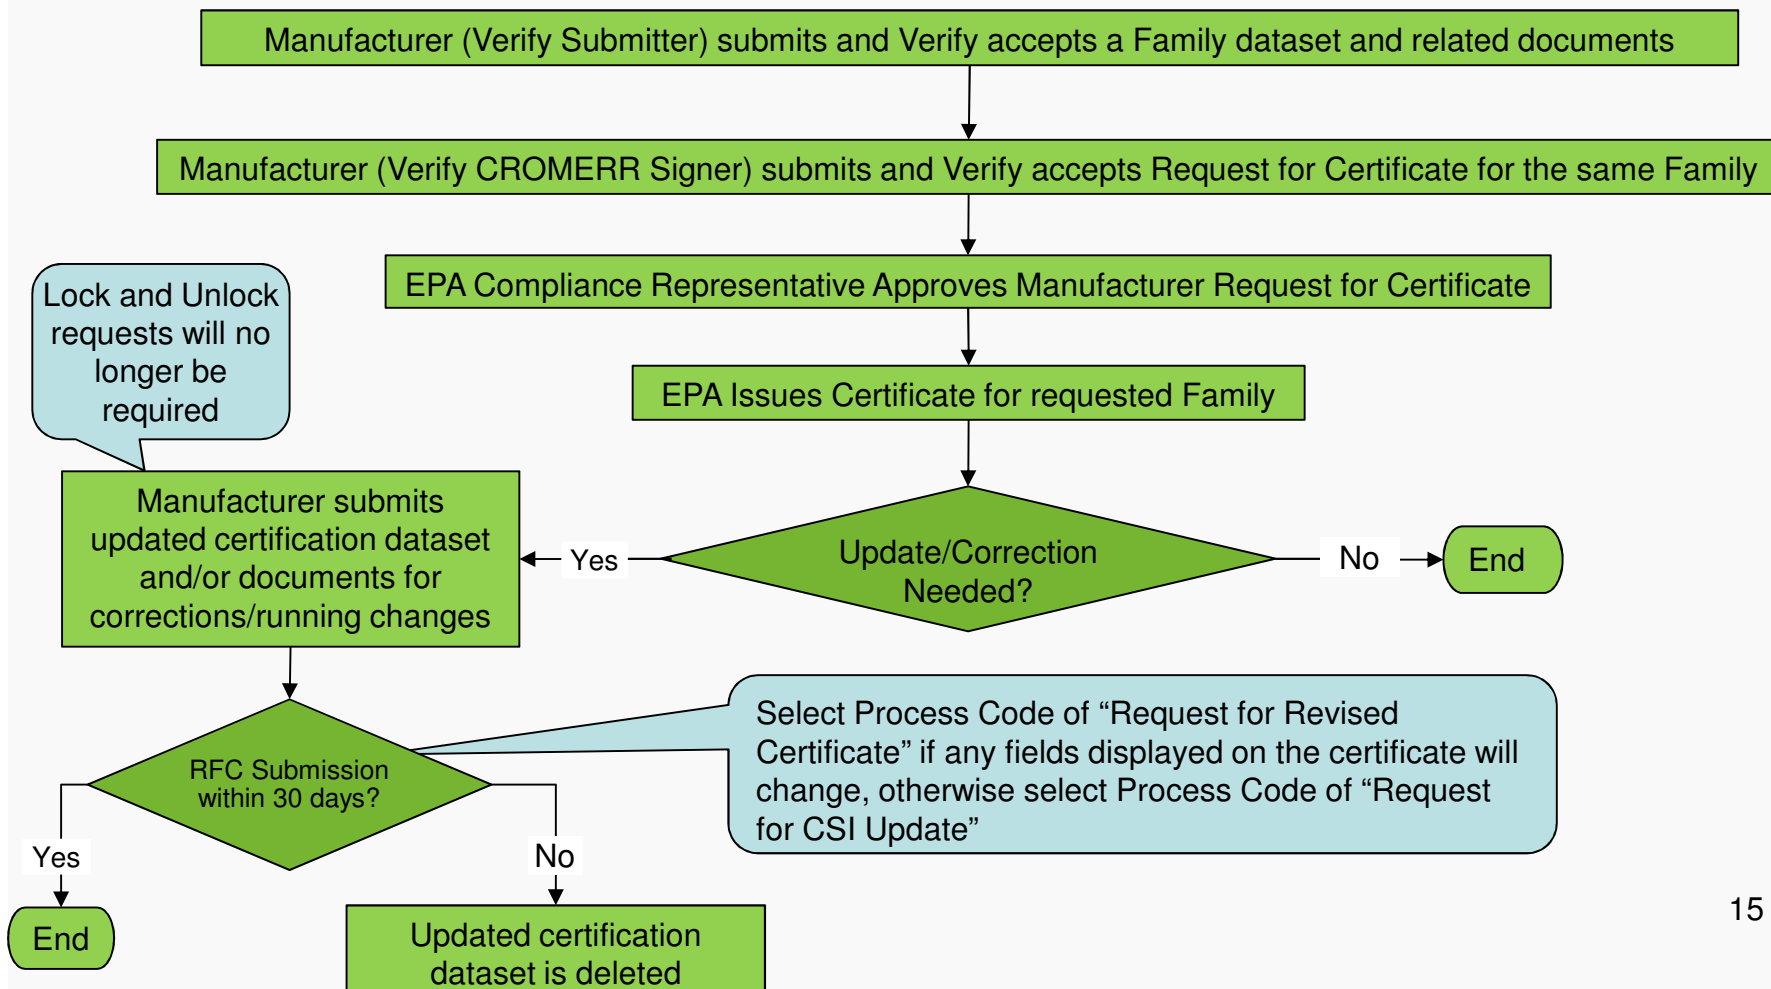 Manufacturer (Verify Submitter) submits and Verify accepts a Family dataset and related documents
Manufacturer (Verify CROMERR Signer) submits and Verify accepts Request for Certificate for the same Family
EPA Compliance Representative Approves Manufacturer Request for Certificate
Lock and Unlock
requests will no
longer be
required
EPA Issues Certificate for requested Family
Manufacturer submits
updated certification dataset
and/or documents for
corrections/running changes
Yes
Update/Correction
Needed?
No
End
RFC Submission
within 30 days?
Select Process Code of “Request for Revised
Certificate” if any fields displayed on the certificate will
change, otherwise select Process Code of “Request
for CSI Update”
Yes
No
End
Updated certification
dataset is deleted
15